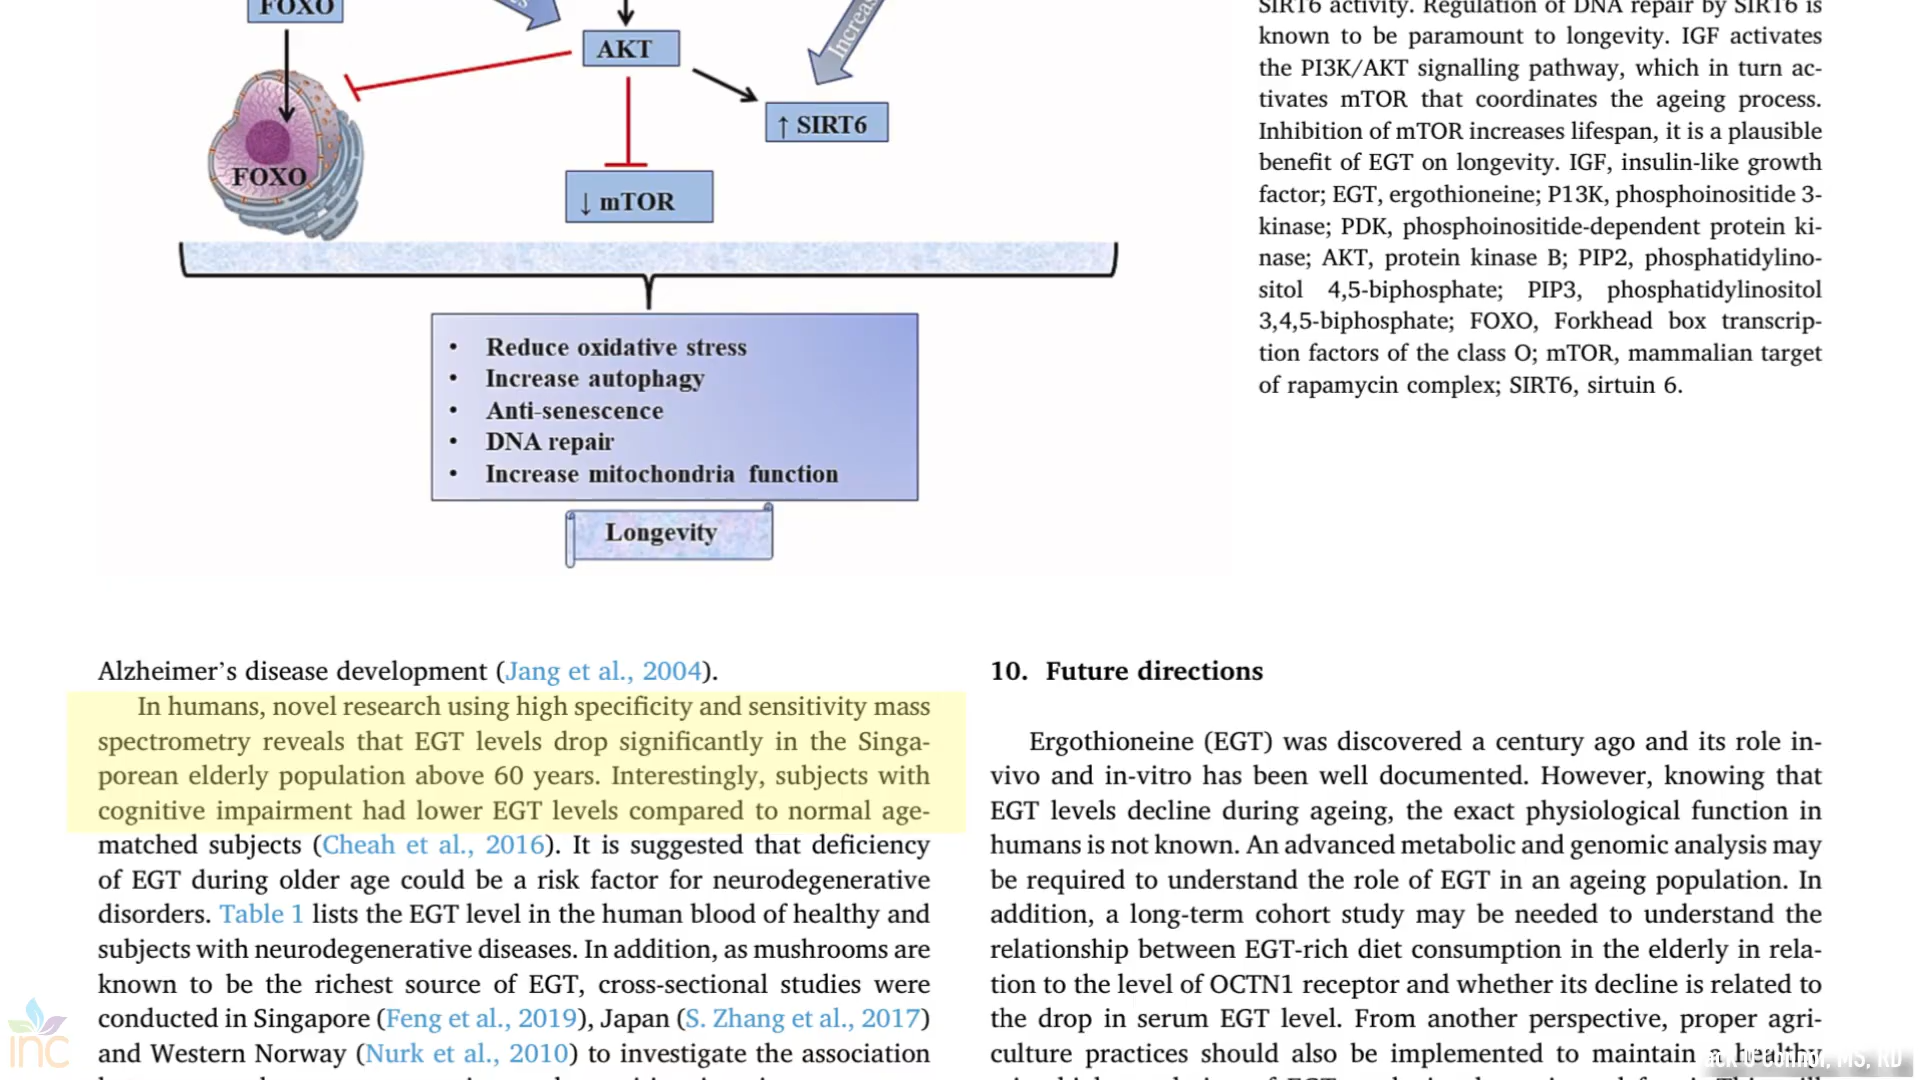 FOXO
AKT
Increas
↑ SIRT6
FOXO
↓ mTOR
• Reduce oxidative stress
• Increase autophagy
• Anti-senescence
• DNA repair
• Increase mitochondria function
Longevity
SIRT6 activity. Regulation of DNA repair by SIRT6 is
known to be paramount to longevity. IGF activates
the PI3K/AKT signalling pathway, which in turn ac-
tivates mTOR that coordinates the ageing process.
Inhibition of mTOR increases lifespan, it is a plausible
benefit of EGT on longevity. IGF, insulin-like growth
factor; EGT, ergothioneine; P13K, phosphoinositide 3-
kinase; PDK, phosphoinositide-dependent protein ki-
nase; AKT, protein kinase B; PIP2, phosphatidylino-
sitol 4,5-biphosphate; PIP3, phosphatidylinositol
3,4,5-biphosphate; FOXO, Forkhead box transcrip-
tion factors of the class O; mTOR, mammalian target
of rapamycin complex; SIRT6, sirtuin 6.
Alzheimer's disease development (Jang et al., 2004).
In humans, novel research using high specificity and sensitivity mass
spectrometry reveals that EGT levels drop significantly in the Singa-
porean elderly population above 60 years. Interestingly, subjects with
cognitive impairment had lower EGT levels compared to normal age-
matched subjects (Cheah et al., 2016). It is suggested that deficiency
of EGT during older age could be a risk factor for neurodegenerative
disorders. Table 1 lists the EGT level in the human blood of healthy and
subjects with neurodegenerative diseases. In addition, as mushrooms are
known to be the richest source of EGT, cross-sectional studies were
conducted in Singapore (Feng et al., 2019), Japan (S. Zhang et al., 2017)
and Western Norway (Nurk et al., 2010) to investigate the association
10. Future directions
Ergothioneine (EGT) was discovered a century ago and its role in-
vivo and in-vitro has been well documented. However, knowing that
EGT levels decline during ageing, the exact physiological function in
humans is not known. An advanced metabolic and genomic analysis may
be required to understand the role of EGT in an ageing population. In
addition, a long-term cohort study may be needed to understand the
relationship between EGT-rich diet consumption in the elderly in rela-
tion to the level of OCTN1 receptor and whether its decline is related to
the drop in serum EGT level. From another perspective, proper agri-
culture practices should also be implemented to maintain a healthy
inc
MS, RD